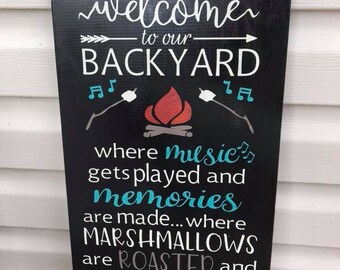 welcome
to our
BACKYARD
where music
gets played and
memories
are made...where
MARSHMALLOWS
are ROASTED and